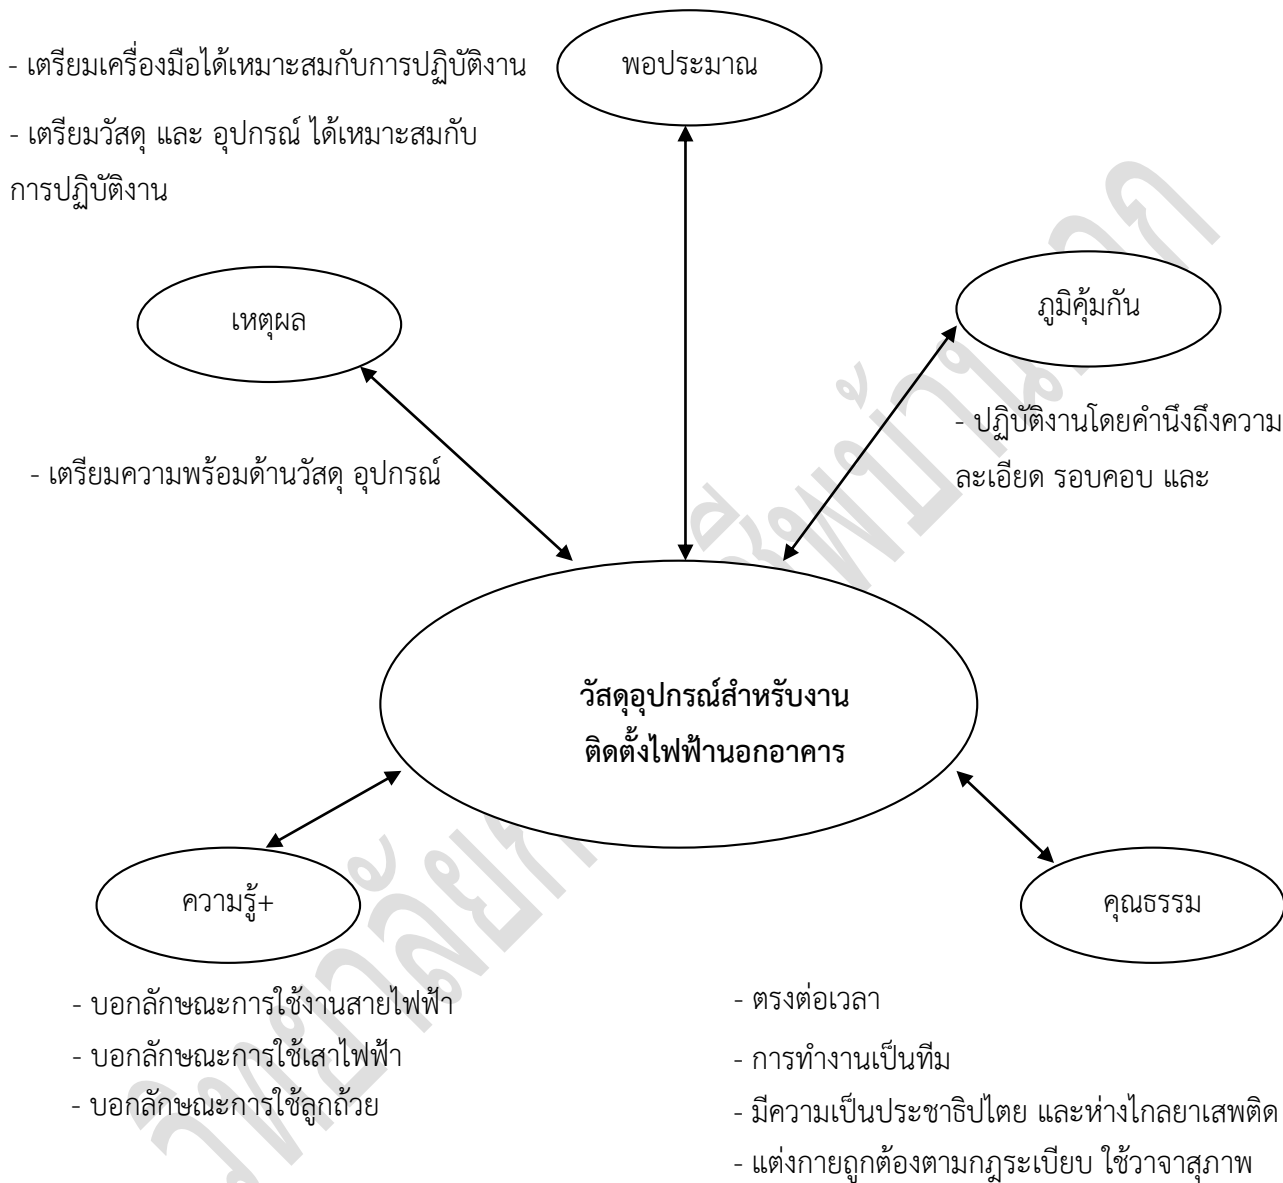 พอประมาณ
- เตรียมเครื่องมือได้เหมาะสมกับการปฏิบัติงาน
- เตรียมวัสดุ และ อุปกรณ์ ได้เหมาะสมกับ
การปฏิบัติงาน
เหตุผล
- เตรียมความพร้อมด้านวัสดุ อุปกรณ์
ภูมิคุ้มกัน
- ปฏิบัติงานโดยคำนึงถึงความ
ละเอียด รอบคอบ และ
วัสดุอุปกรณ์สำหรับงาน
ติดตั้งไฟฟ้านอกอาคาร
ความรู้+
- บอกลักษณะการใช้งานสายไฟฟ้า
- บอกลักษณะการใช้เสาไฟฟ้า
- บอกลักษณะการใช้ลูกถ้วย
คุณธรรม
- ตรงต่อเวลา
- การทำงานเป็นทีม
- มีความเป็นประชาธิปไตย และห่างไกลยาเสพติด
- แต่งกายถูกต้องตามกฎระเบียบ ใช้วาจาสุภาพ